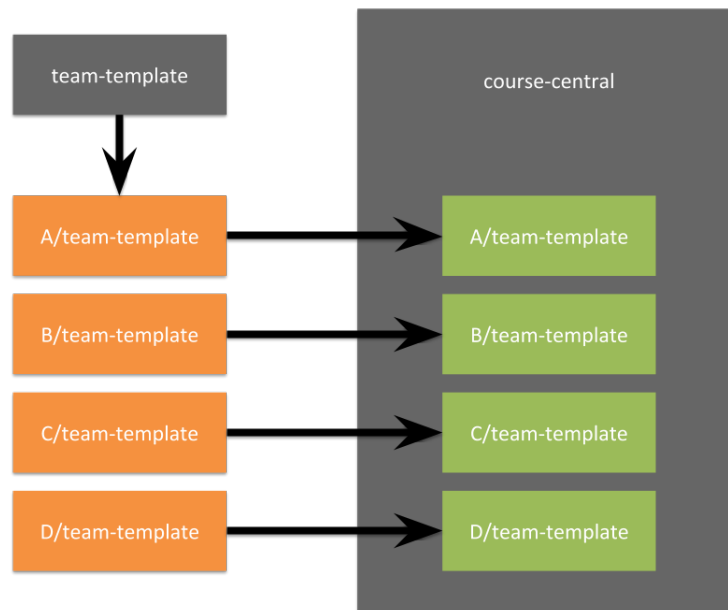 team-template
course-central
A/team-template
A/team-template
B/team-template
B/team-template
C/team-template
C/team-template
D/team-template
D/team-template